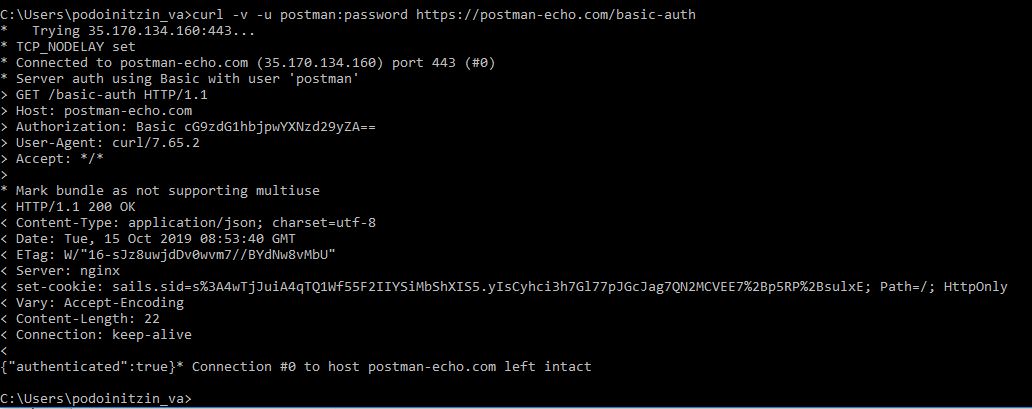 C:\Users\podoinitzin_va>curl -v -u postman:password https://postman-echo.com/basic-auth
*   Trying 35.170.134.160:443...
* TCP_NODELAY set
* Connected to postman-echo.com (35.170.134.160) port 443 (#0)
* Server auth using Basic with user 'postman'
> GET /basic-auth HTTP/1.1
> Host: postman-echo.com
> Authorization: Basic cG9zdG1hbjpwYXNzd29yZA==
> User-Agent: curl/7.65.2
> Accept: */*
>
* Mark bundle as not supporting multiuse
< HTTP/1.1 200 OK
< Content-Type: application/json; charset=utf-8
< Date: Tue, 15 Oct 2019 08:53:40 GMT
< ETag: W/"16-sJz8uwjdDv0wvm7//BYdNw8vMbU"
< Server: nginx
< set-cookie: sails.sid=s%3A4wTjJuiA4qTQ1Wf55F2IIYSiMbShXIS5.yIsCyhci3h7Gl77pJGcJag7QN2MCVEE7%2Bp5RP%2BsulxE; Path=/; HttpOnly
< Vary: Accept-Encoding
< Content-Length: 22
< Connection: keep-alive
<
{"authenticated":true}* Connection #0 to host postman-echo.com left intact
C:\Users\podoinitzin_va>